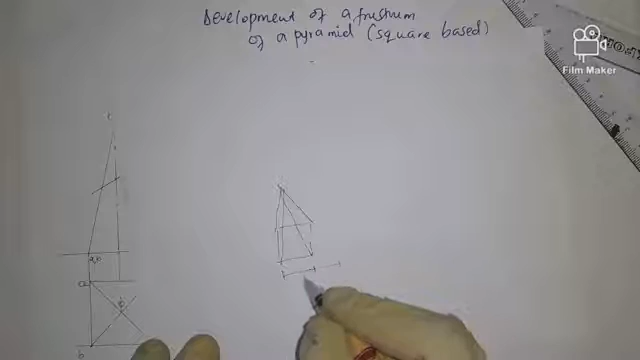 Development of a frustum
of a pyramid (square based)
Film Maker
a,b
a
b